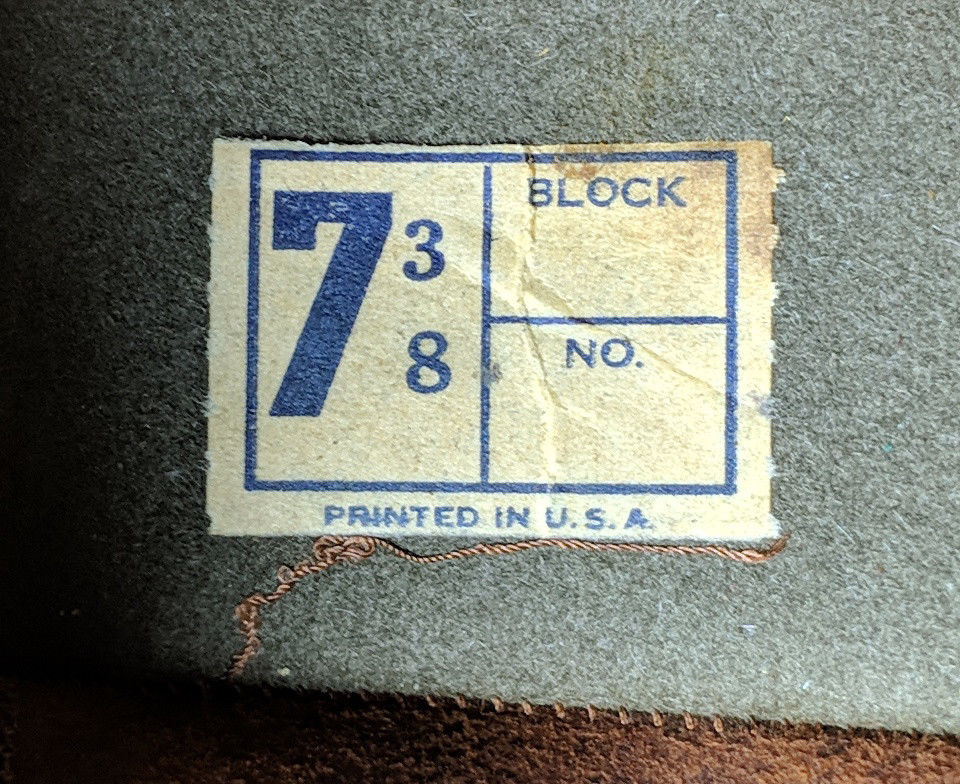 7 3/8
BLOCK
NO.
PRINTED IN U.S.A.